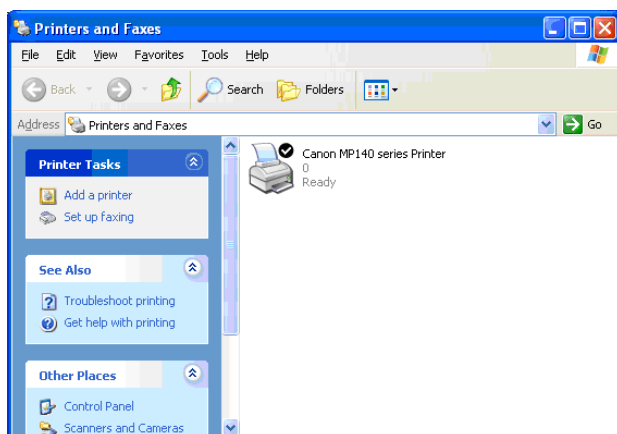 Printers and Faxes
File Edit View Favorites Tools Help
Back Search Folders
Address Printers and Faxes Go
Printer Tasks
Add a printer
Set up faxing
See Also
Troubleshoot printing
Get help with printing
Other Places
Control Panel
Scanners and Cameras
Canon MP140 series Printer
0
Ready